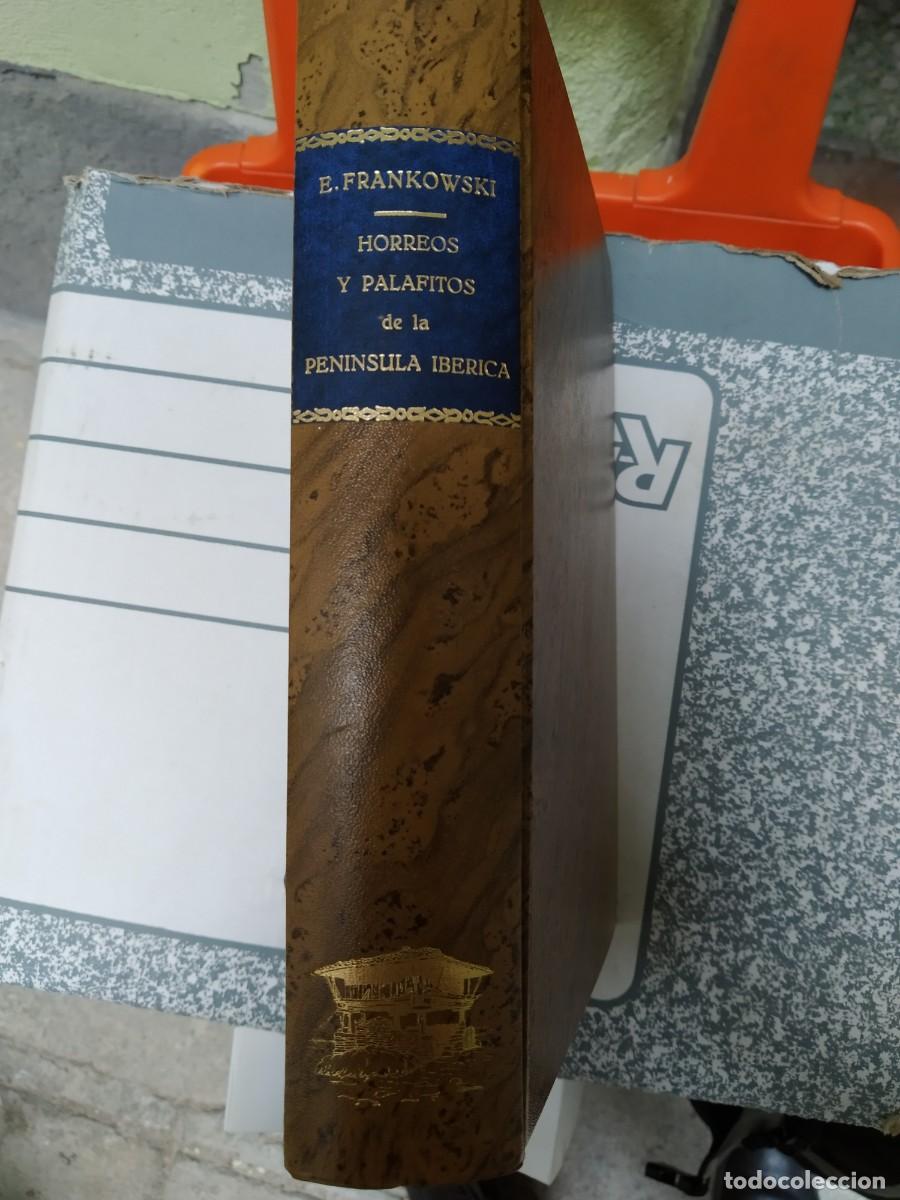 E. FRANKOWSKI
HORREOS
Y PALAFITOS
de la
PENINSULA IBERICA
todocoleccion